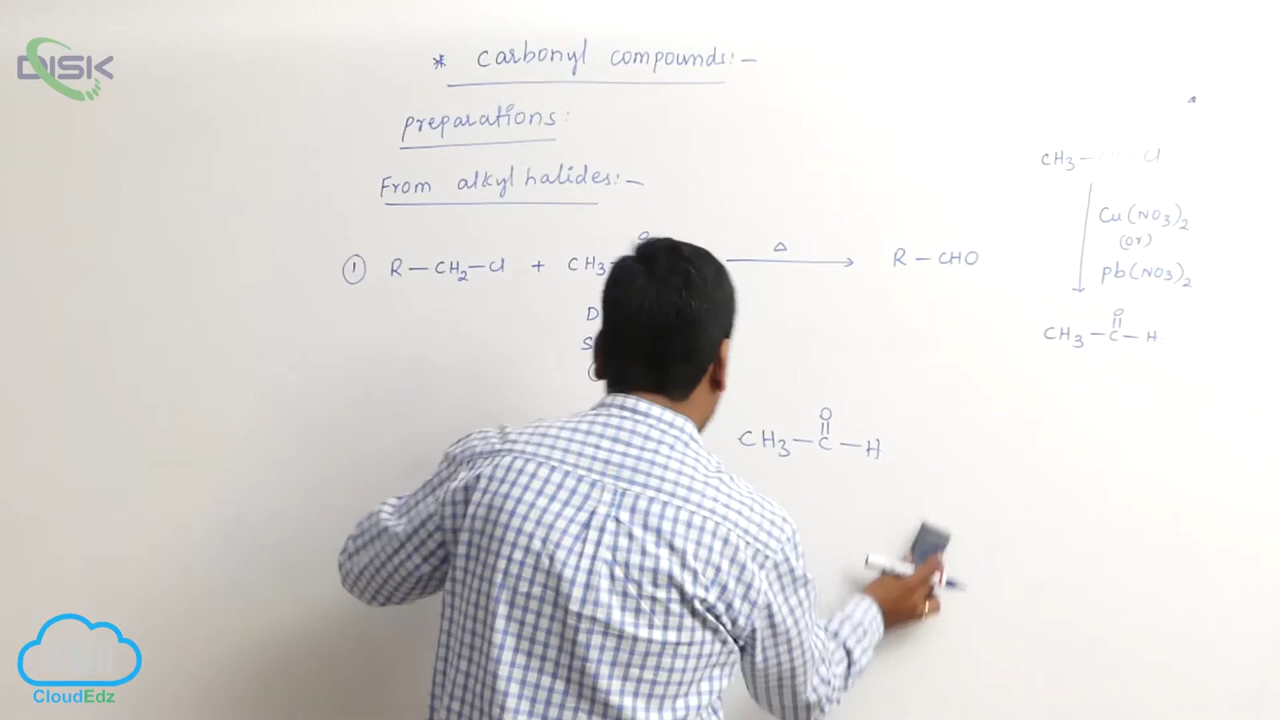 DISK
* carbonyl compounds:-
preparations:
From alkyl halides:-
① R-CH2-Cl + CH3- Δ → R-CHO
D
S
CH3- -Cl
Cu(NO3)2
(or)
Pb(NO3)2
O
CH3-C-H
O
CH3-C-H
CloudEdz